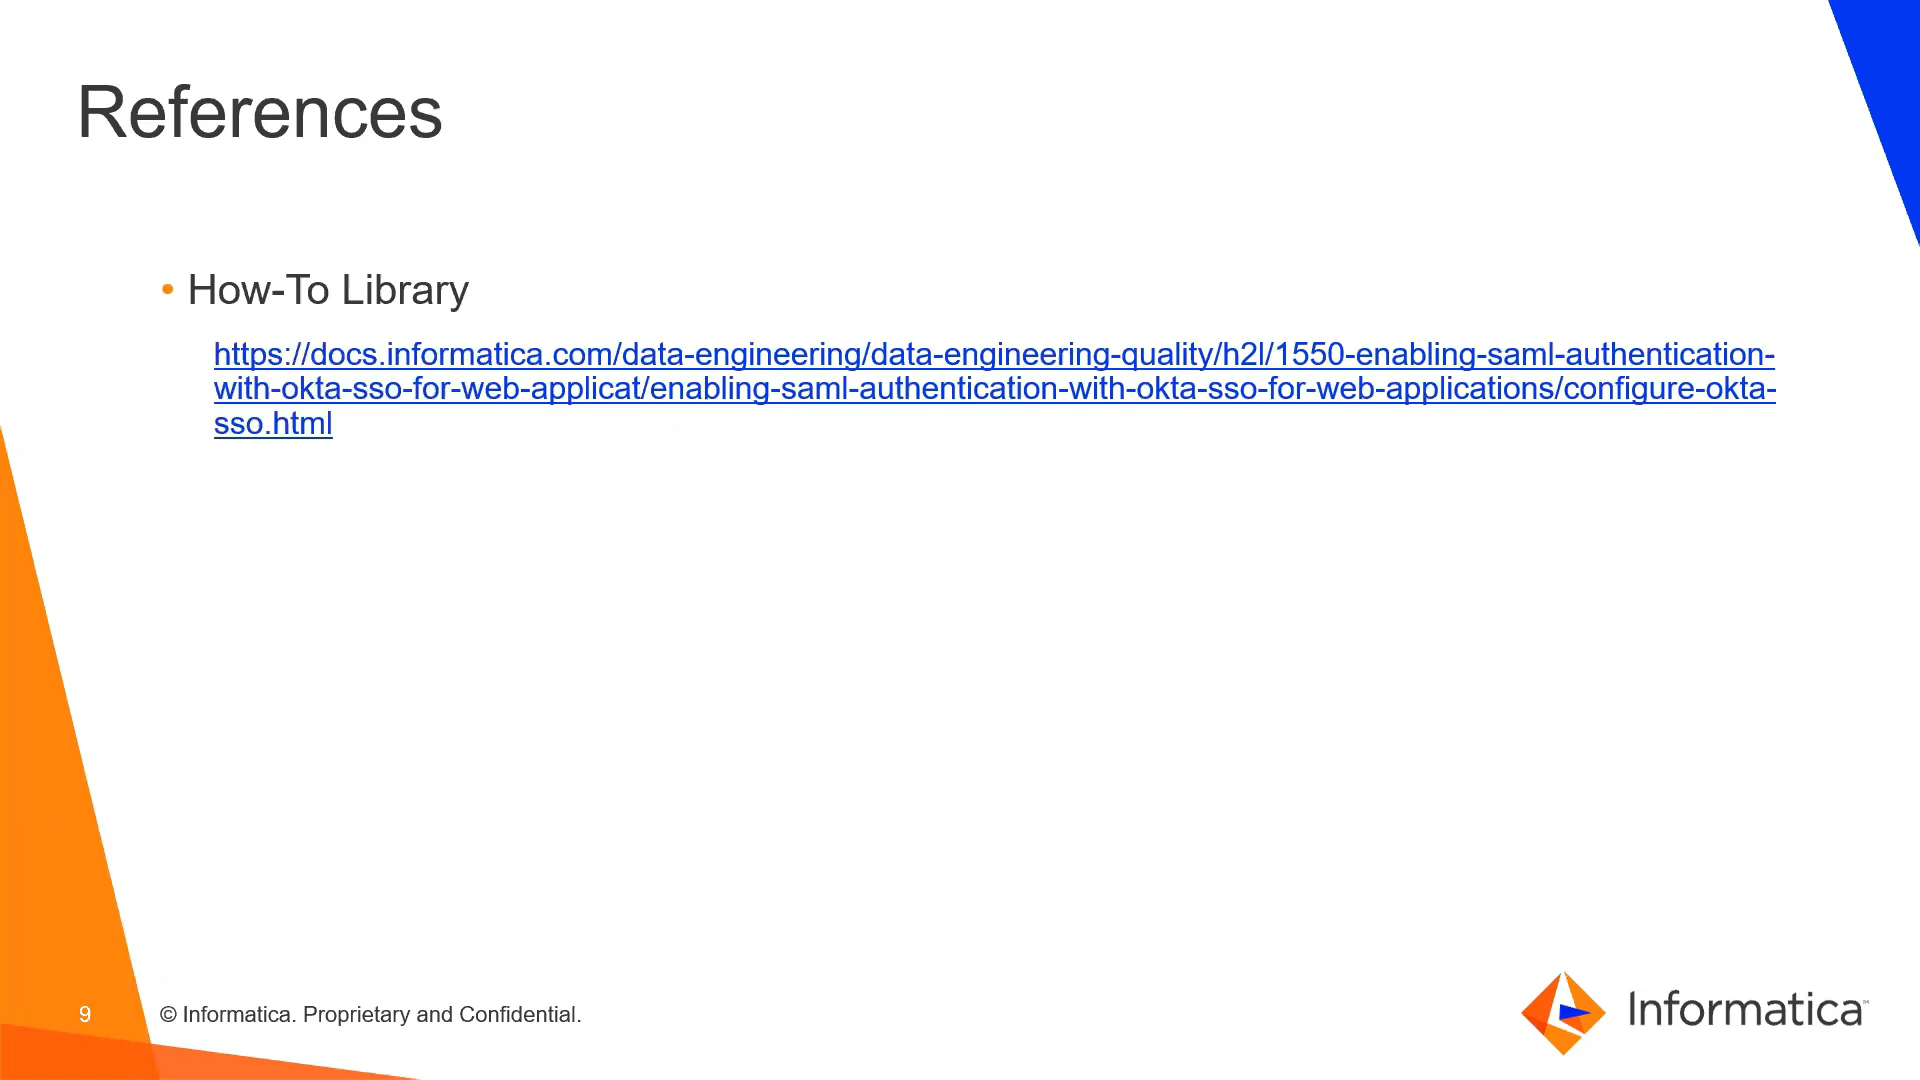 References
• How-To Library
https://docs.informatica.com/data-engineering/data-engineering-quality/h2l/1550-enabling-saml-authentication-
with-okta-sso-for-web-applicat/enabling-saml-authentication-with-okta-sso-for-web-applications/configure-okta-
sso.html
9
© Informatica. Proprietary and Confidential.
Informatica™